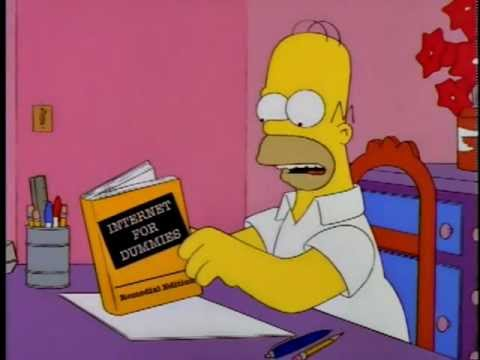 INTERNET
FOR
DUMMIES
Remedial Edition